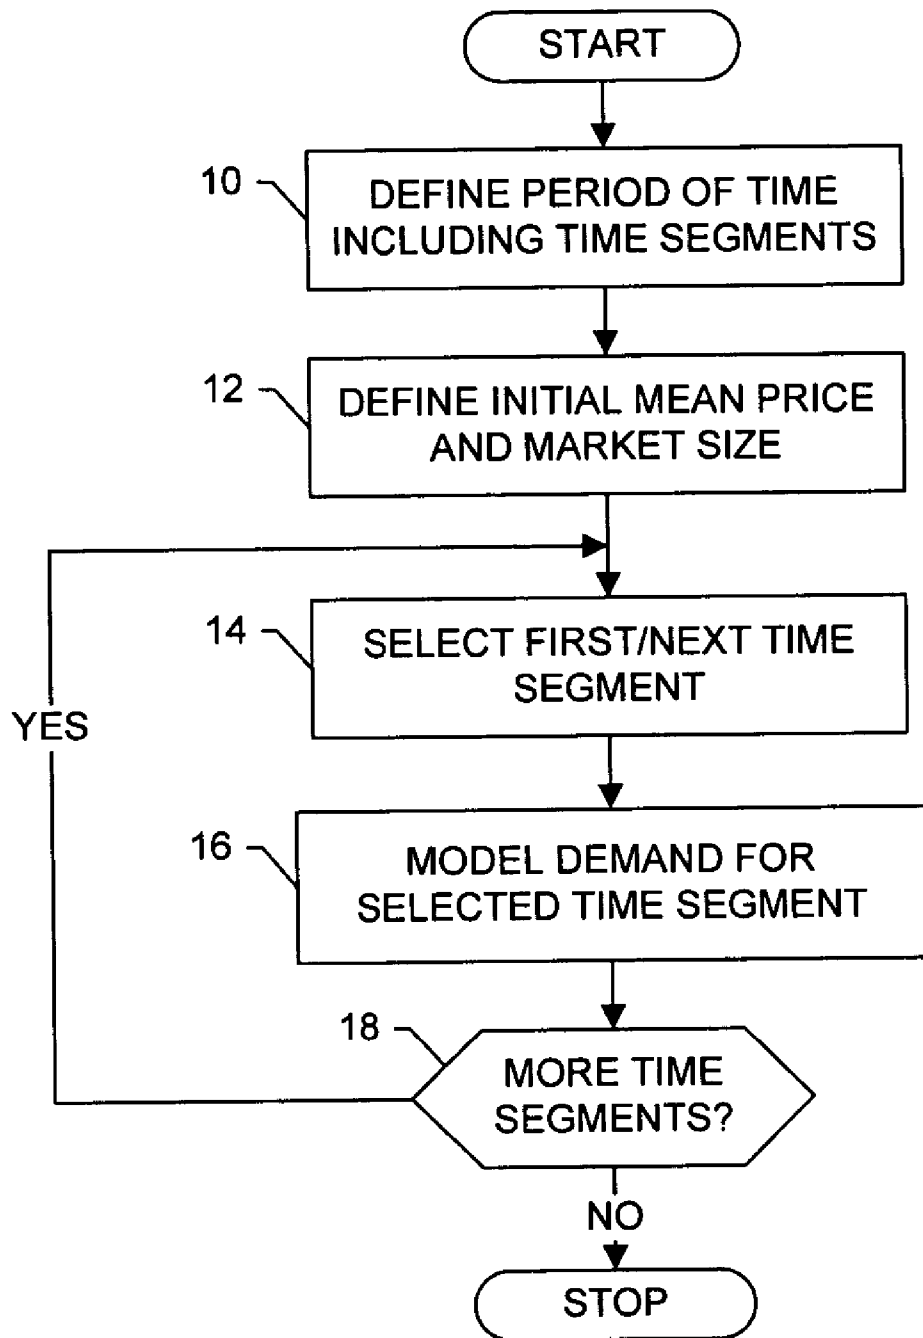 START
10
DEFINE PERIOD OF TIME
INCLUDING TIME SEGMENTS
12
DEFINE INITIAL MEAN PRICE
AND MARKET SIZE
14
SELECT FIRST/NEXT TIME
SEGMENT
YES
16
MODEL DEMAND FOR
SELECTED TIME SEGMENT
18
MORE TIME
SEGMENTS?
NO
STOP